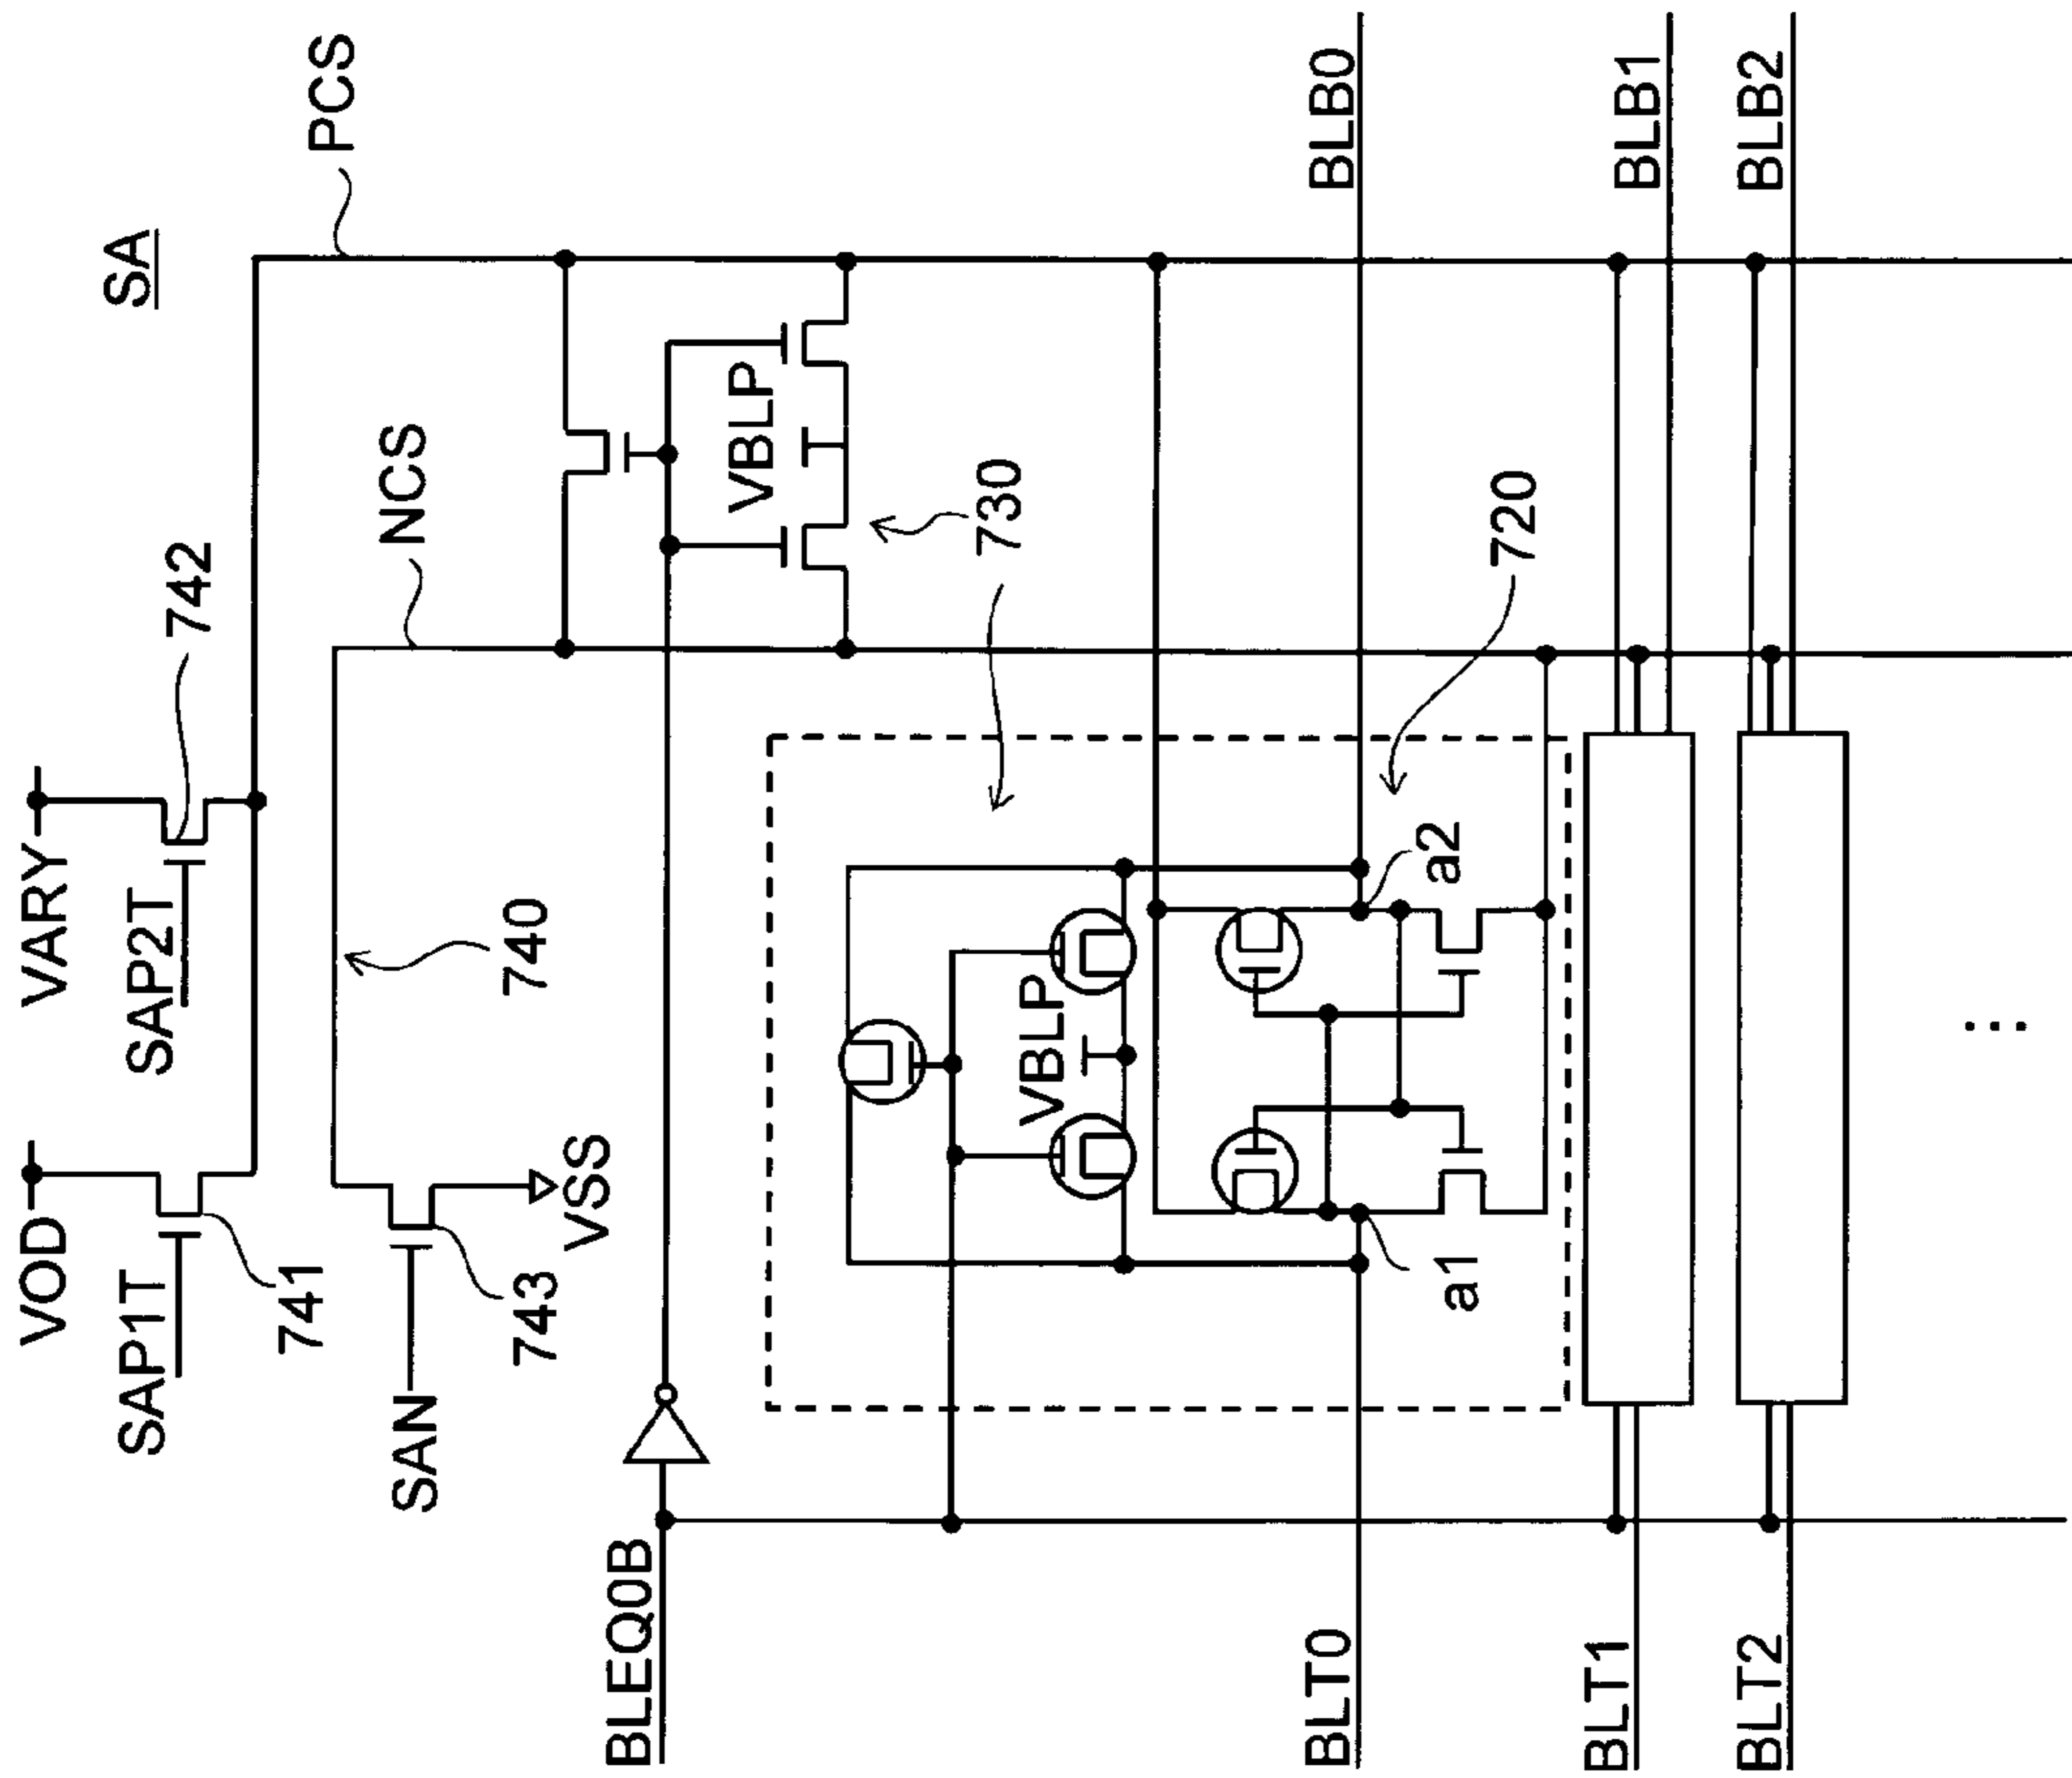 SA
VOD
VARY
SAP1T
SAP2T
741
742
PCS
SAN
743
VSS
740
NCS
BLEQ0B
VBLP
730
VBLP
BLT0
BLB0
a1
a2
720
BLT1
BLB1
BLT2
BLB2